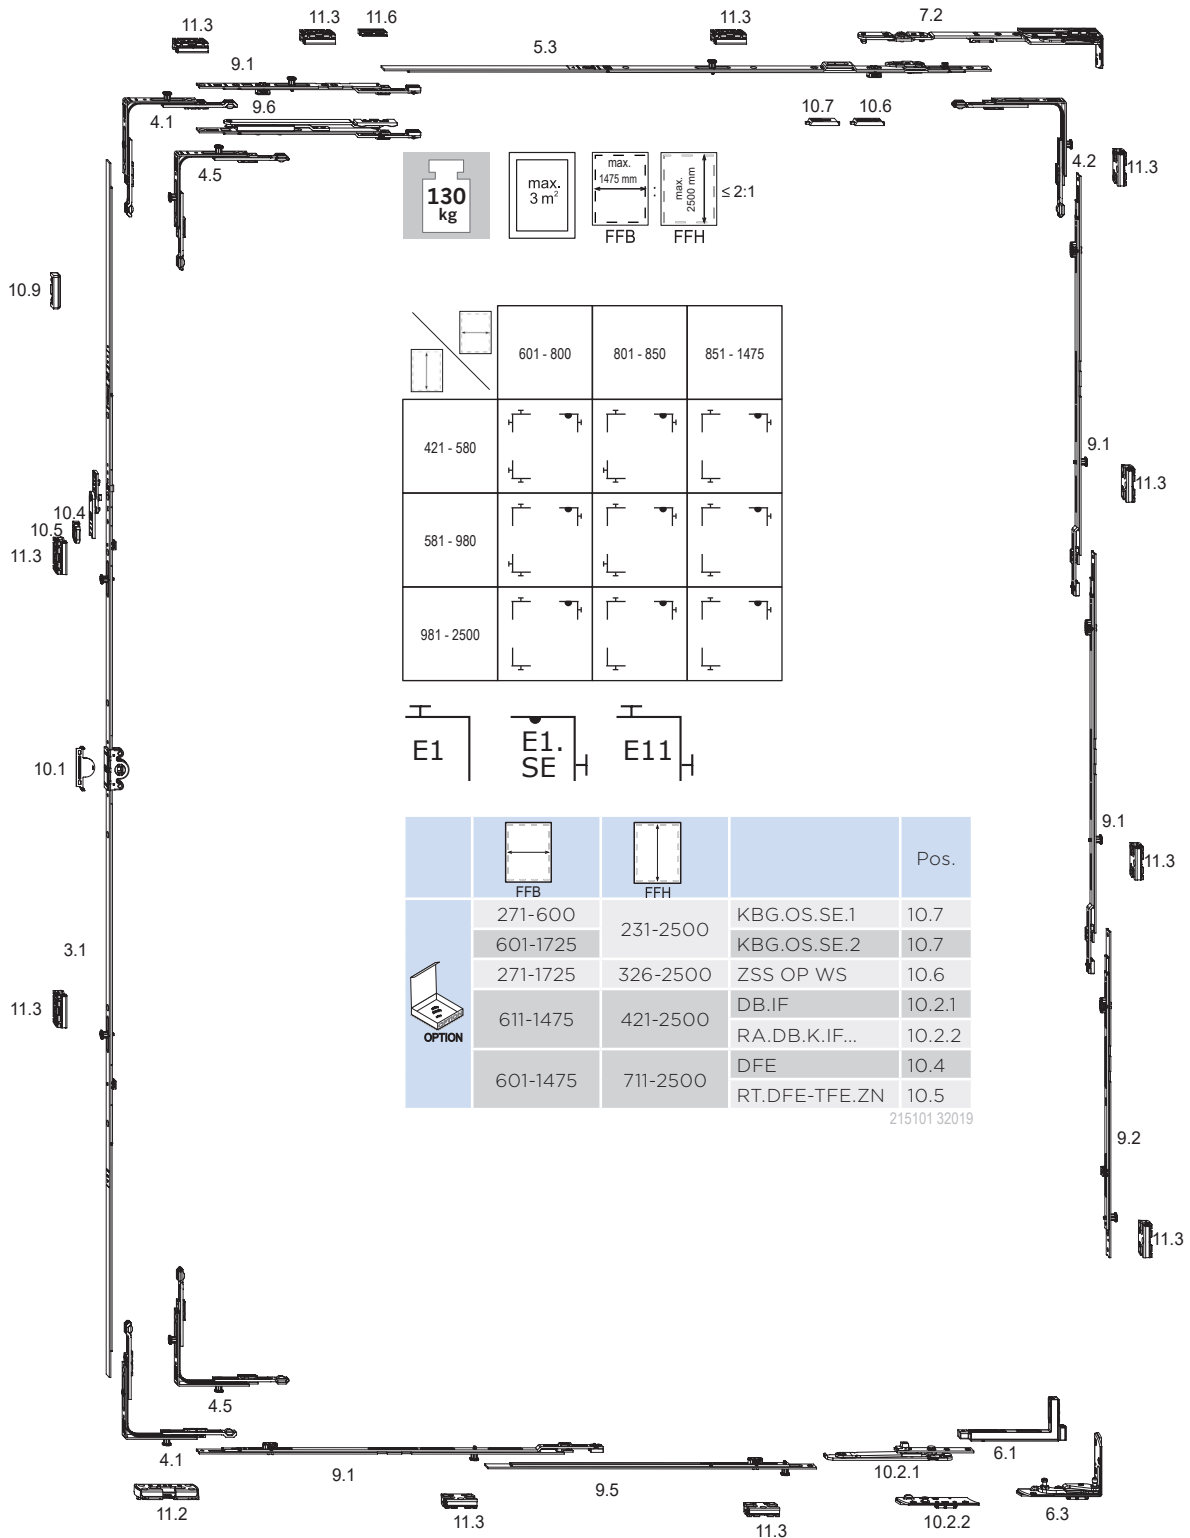 11.3
11.3
11.6
11.3
7.2
5.3
9.1
9.6
4.1
4.5
10.7
10.6
4.2
11.3
130
kg
max.
3 m²
max.
1475 mm
FFB
:
max.
2500 mm
FFH
≤ 2:1
10.9
601 - 800
801 - 850
851 - 1475
421 - 580
581 - 980
981 - 2500
9.1
11.3
10.4
10.5
11.3
E1
E1.
SE
E11
10.1
9.1
11.3
FFB
FFH
Pos.
271-600
231-2500
KBG.OS.SE.1
10.7
601-1725
KBG.OS.SE.2
10.7
271-1725
326-2500
ZSS OP WS
10.6
611-1475
421-2500
DB.IF
10.2.1
RA.DB.K.IF...
10.2.2
601-1475
711-2500
DFE
10.4
RT.DFE-TFE.ZN
10.5
OPTION
215101 32019
3.1
11.3
9.2
11.3
4.5
4.1
11.2
9.1
11.3
9.5
11.3
10.2.1
10.2.2
6.1
6.3